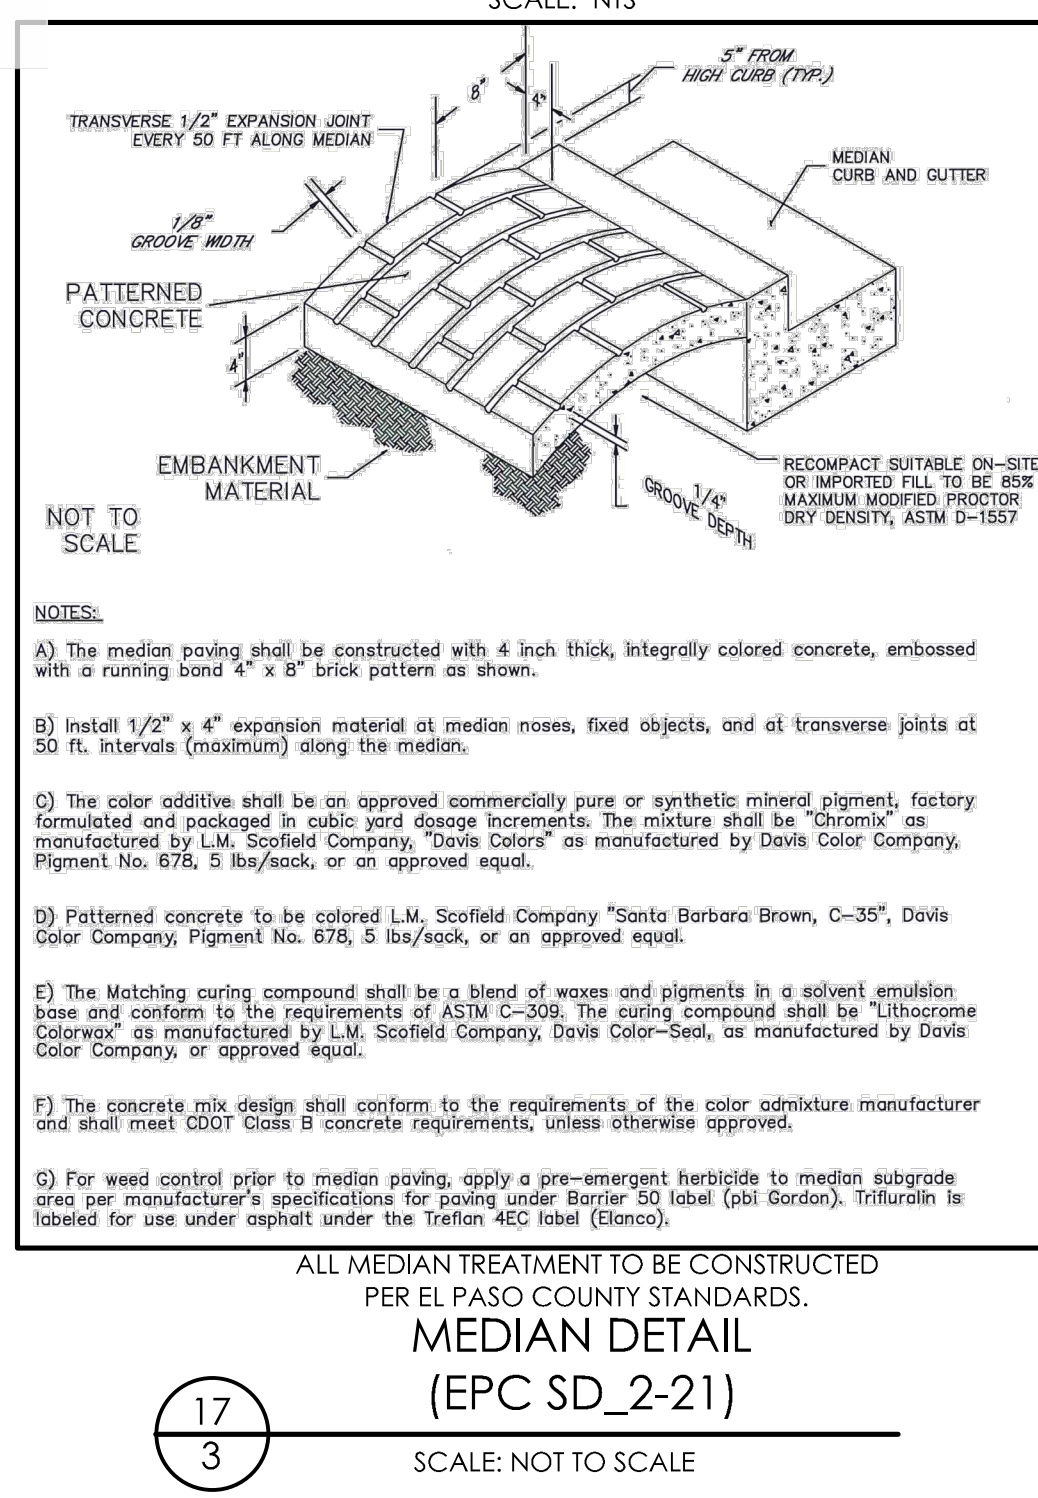 SCALE: NTS
5" FROM
HIGH CURB (TYP.)
8"
4"
TRANSVERSE 1/2" EXPANSION JOINT
EVERY 50 FT ALONG MEDIAN
MEDIAN
CURB AND GUTTER
1/8"
GROOVE WIDTH
PATTERNED
CONCRETE
4"
EMBANKMENT
MATERIAL
1/4"
GROOVE DEPTH
RECOMPACT SUITABLE ON-SITE
OR IMPORTED FILL TO BE 85%
MAXIMUM MODIFIED PROCTOR
DRY DENSITY, ASTM D-1557
NOT TO
SCALE
NOTES:
A) The median paving shall be constructed with 4 inch thick, integrally colored concrete, embossed
with a running bond 4" x 8" brick pattern as shown.
B) Install 1/2" x 4" expansion material at median noses, fixed objects, and at transverse joints at
50 ft. intervals (maximum) along the median.
C) The color additive shall be an approved commercially pure or synthetic mineral pigment, factory
formulated and packaged in cubic yard dosage increments. The mixture shall be "Chromix" as
manufactured by L.M. Scofield Company, "Davis Colors" as manufactured by Davis Color Company,
Pigment No. 678, 5 lbs/sack, or an approved equal.
D) Patterned concrete to be colored L.M. Scofield Company "Santa Barbara Brown, C-35", Davis
Color Company, Pigment No. 678, 5 lbs/sack, or an approved equal.
E) The Matching curing compound shall be a blend of waxes and pigments in a solvent emulsion
base and conform to the requirements of ASTM C-309. The curing compound shall be "Lithocrome
Colorwax" as manufactured by L.M. Scofield Company, Davis Color-Seal, as manufactured by Davis
Color Company, or approved equal.
F) The concrete mix design shall conform to the requirements of the color admixture manufacturer
and shall meet CDOT Class B concrete requirements, unless otherwise approved.
G) For weed control prior to median paving, apply a pre-emergent herbicide to median subgrade
area per manufacturer's specifications for paving under Barrier 50 label (pbi Gordon). Trifluralin is
labeled for use under asphalt under the Treflan 4EC label (Elanco).
ALL MEDIAN TREATMENT TO BE CONSTRUCTED
PER EL PASO COUNTY STANDARDS.
MEDIAN DETAIL
(EPC SD_2-21)
17
3
SCALE: NOT TO SCALE